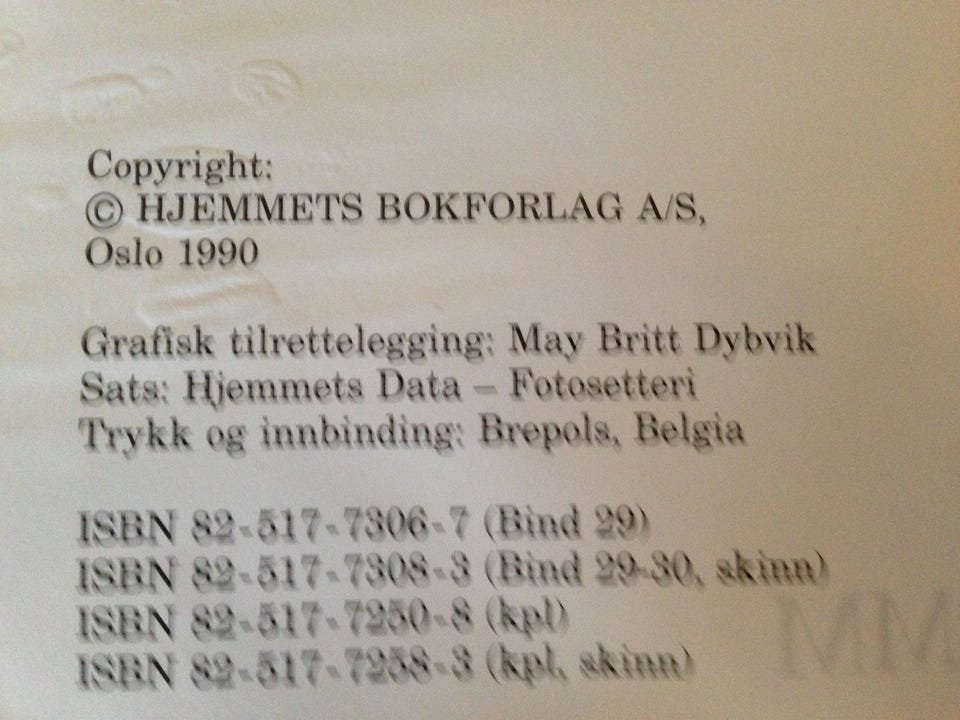 Copyright:
© HJEMMETS BOKFORLAG A/S,
Oslo 1990
Grafisk tilrettelegging: May Britt Dybvik
Sats: Hjemmets Data – Fotosetteri
Trykk og innbinding: Brepols, Belgia
ISBN 82-517-7306-7 (Bind 29)
ISBN 82-517-7308-3 (Bind 29-30, skinn)
ISBN 82-517-7250-8 (kpl)
ISBN 82-517-7258-3 (kpl, skinn)